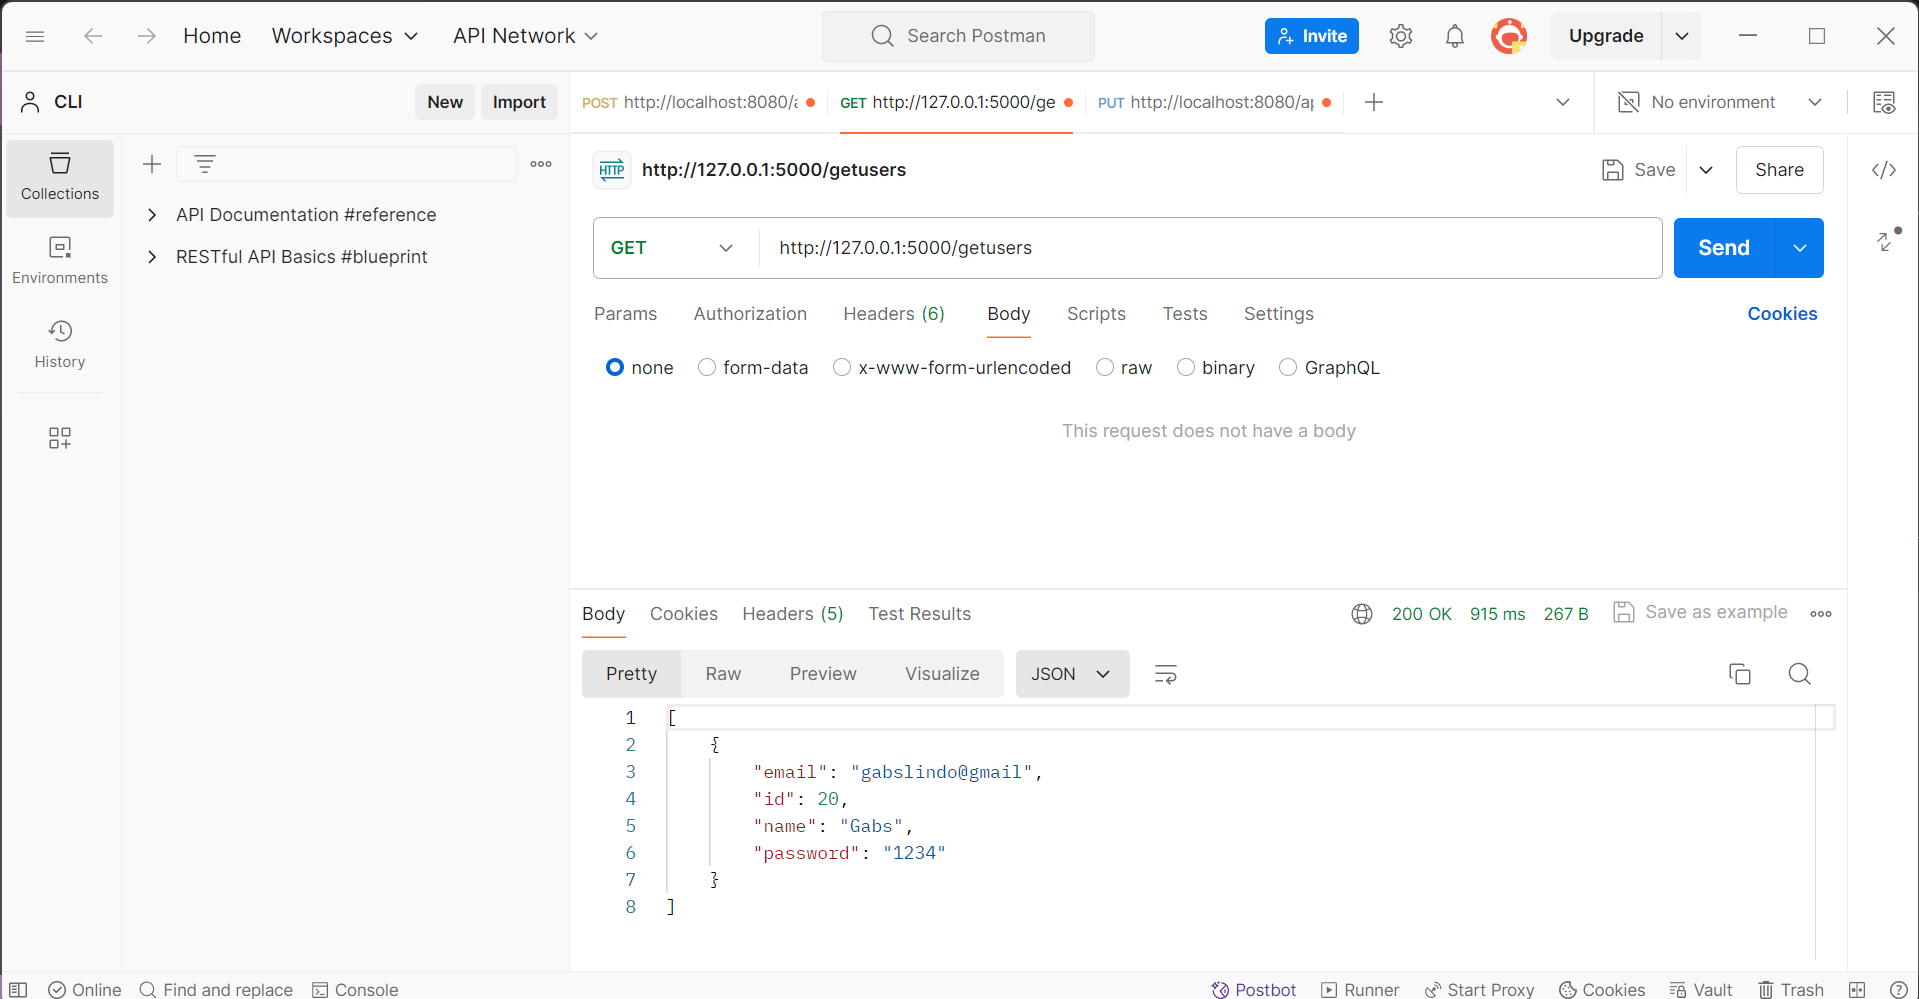 Home Workspaces API Network Search Postman Invite Upgrade
CLI New Import
POST http://localhost:8080/a GET http://127.0.0.1:5000/ge PUT http://localhost:8080/a No environment
Collections
Environments
History
API Documentation #reference
RESTful API Basics #blueprint
HTTP http://127.0.0.1:5000/getusers Save Share
GET http://127.0.0.1:5000/getusers Send
Params Authorization Headers (6) Body Scripts Tests Settings Cookies
none form-data x-www-form-urlencoded raw binary GraphQL
This request does not have a body
Body Cookies Headers (5) Test Results 200 OK 915 ms 267 B Save as example
Pretty Raw Preview Visualize JSON
1 [
2 {
3 "email": "gabslindo@gmail",
4 "id": 20,
5 "name": "Gabs",
6 "password": "1234"
7 }
8 ]
Online Find and replace Console Postbot Runner Start Proxy Cookies Vault Trash